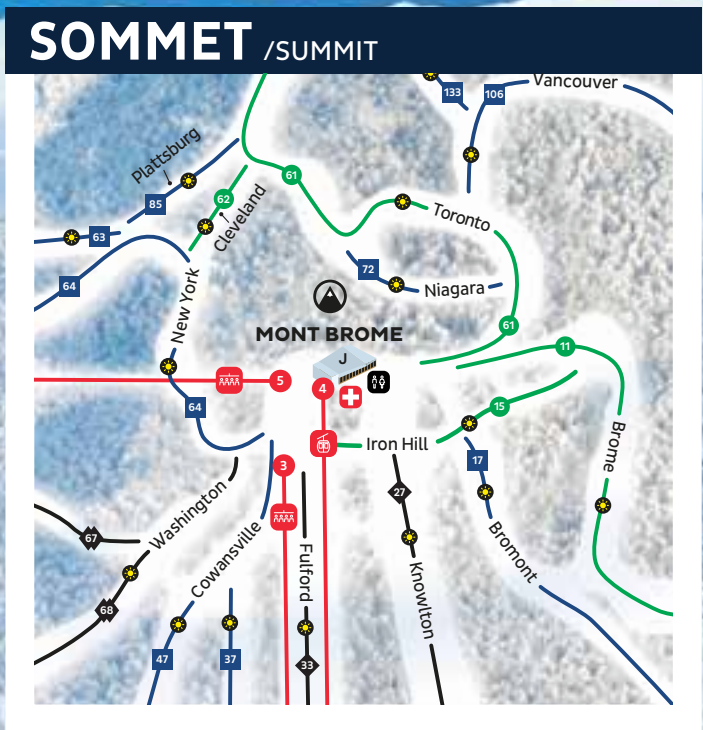 SOMMET /SUMMIT
133
106
Vancouver
Plattsburg
61
62
85
Cleveland
Toronto
63
64
72
Niagara
New York
MONT BROME
61
11
J
5
4
15
64
Iron Hill
Brome
3
17
27
67
Washington
Cowansville
Fulford
Knowlton
Bromont
68
47
37
33